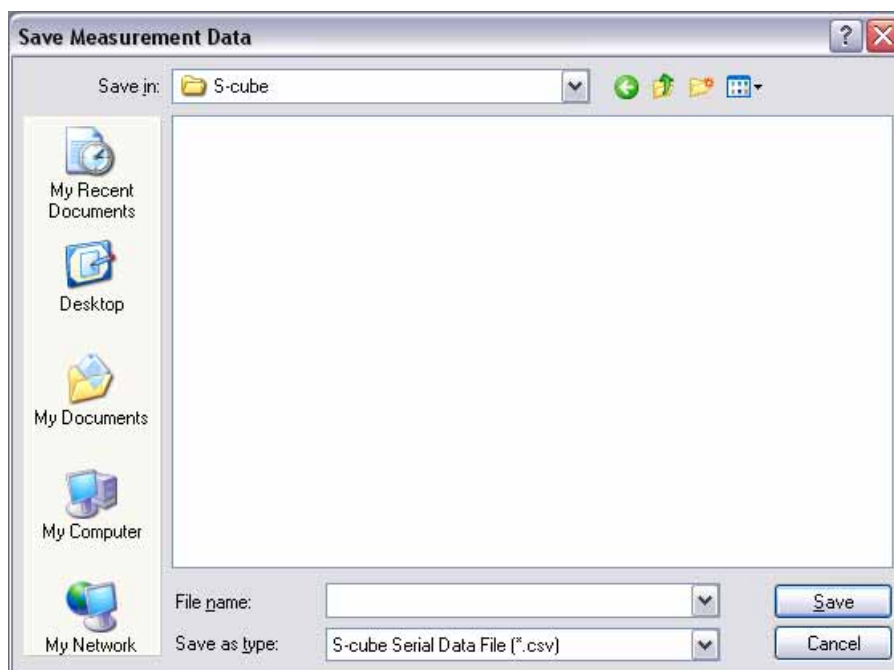 Save Measurement Data
Save in:
S-cube
My Recent
Documents
Desktop
My Documents
My Computer
My Network
File name:
Save
Save as type:
S-cube Serial Data File (*.csv)
Cancel